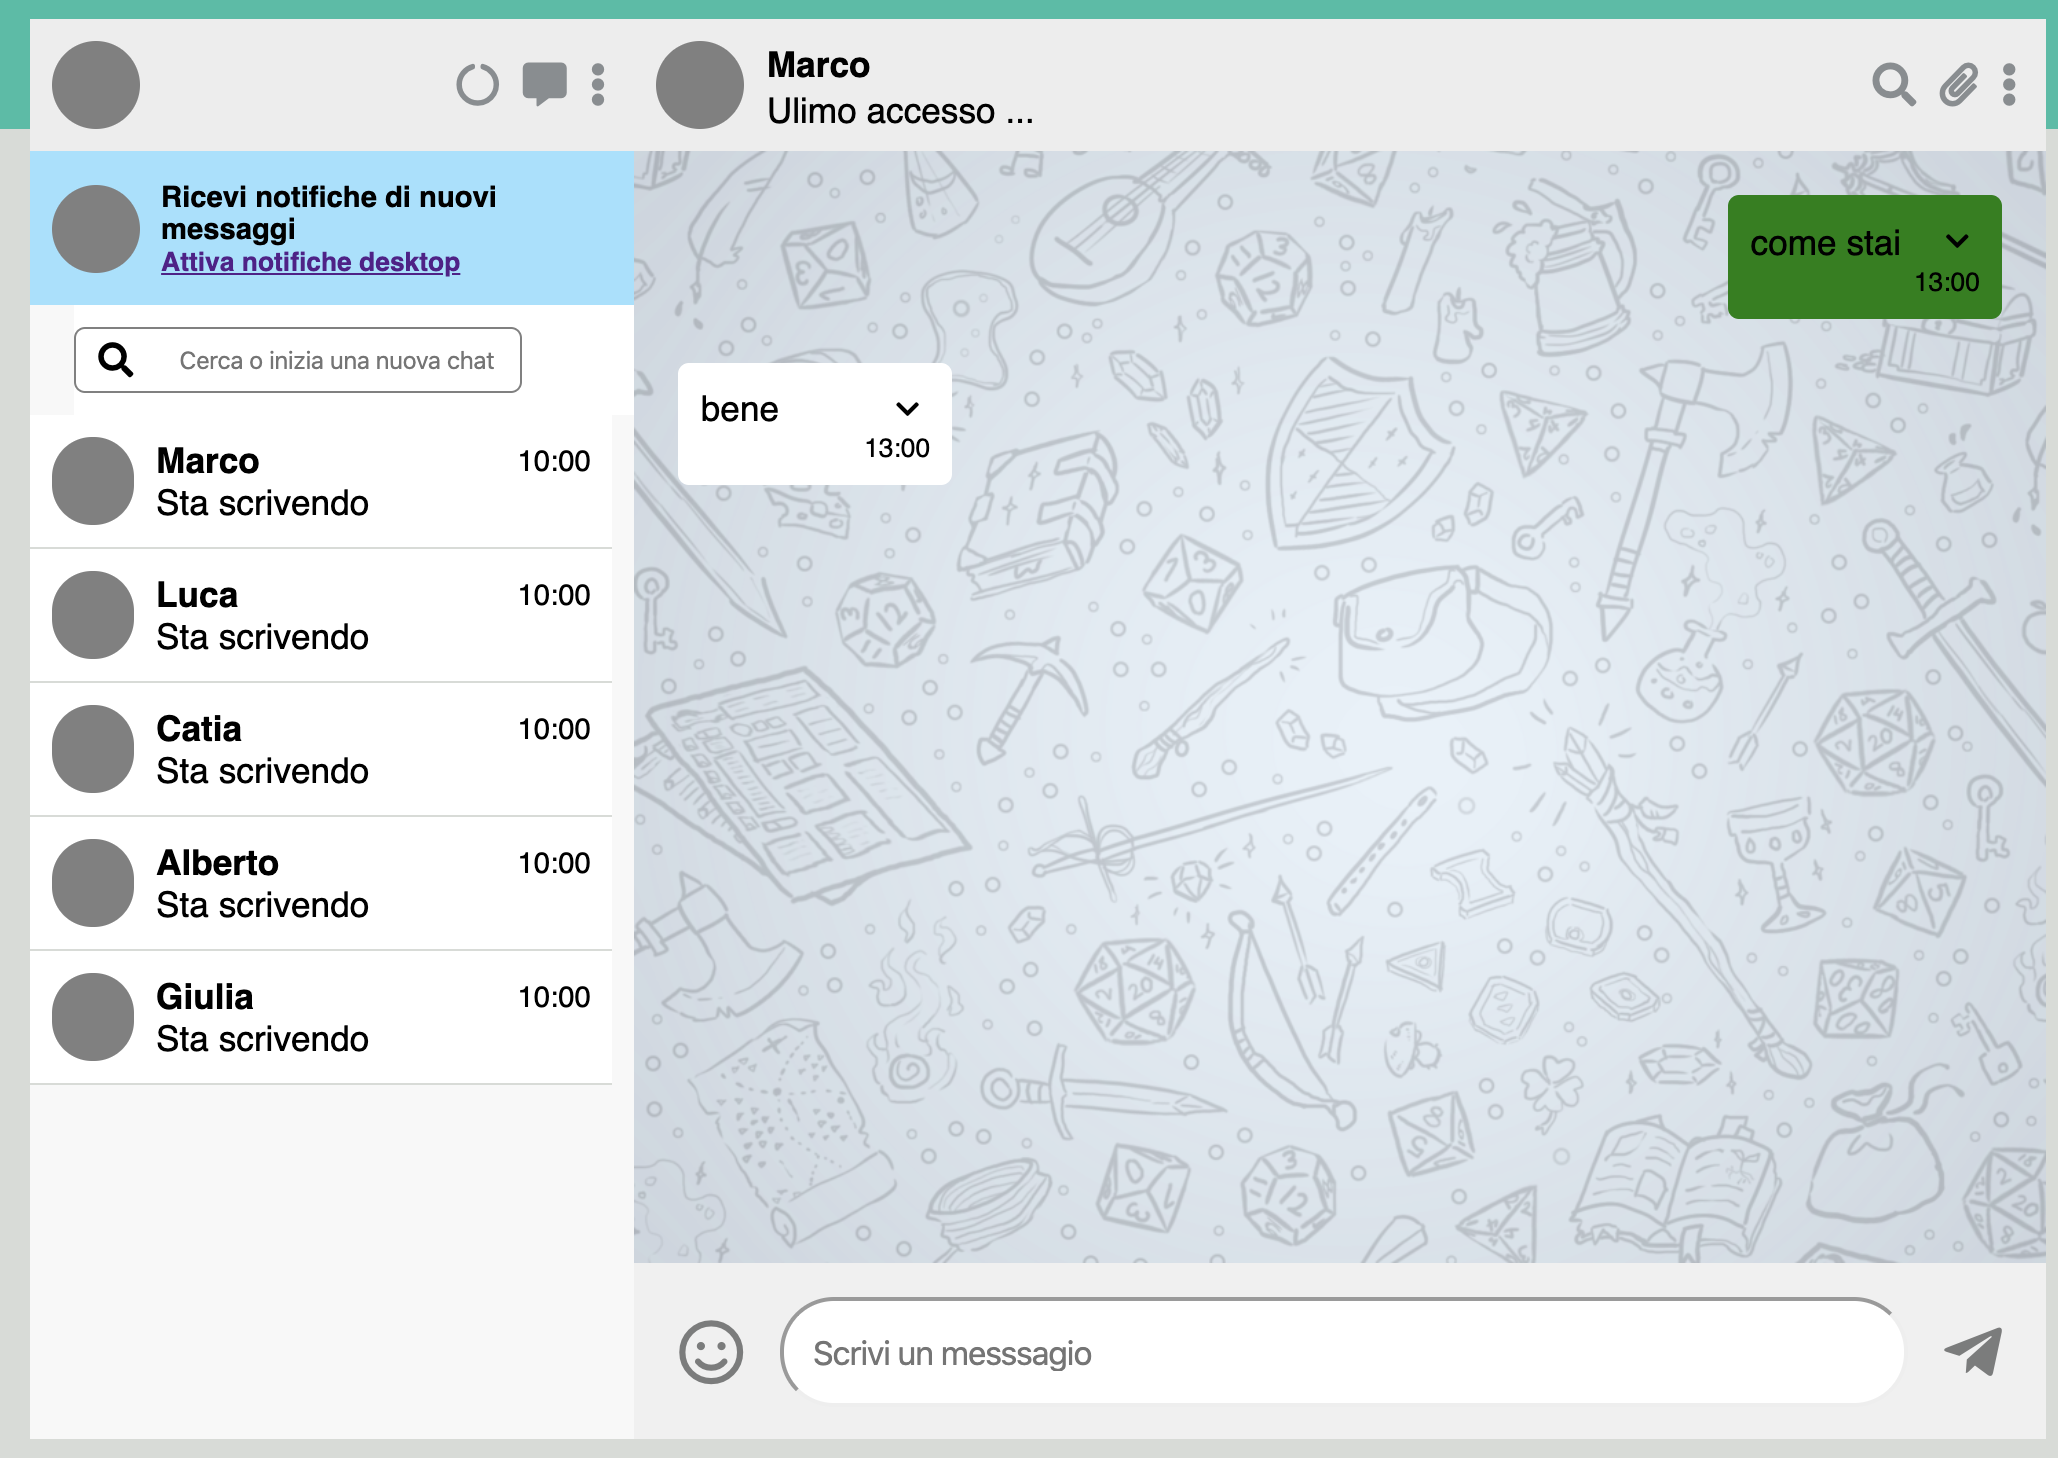 Marco
Ulimo accesso ...
Ricevi notifiche di nuovi
messaggi
Attiva notifiche desktop
Cerca o inizia una nuova chat
Marco 10:00
Sta scrivendo
Luca 10:00
Sta scrivendo
Catia 10:00
Sta scrivendo
Alberto 10:00
Sta scrivendo
Giulia 10:00
Sta scrivendo
come stai
13:00
bene
13:00
Scrivi un messsagio